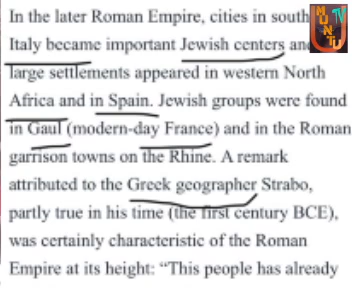 In the later Roman Empire, cities in south
Italy became important Jewish centers an
large settlements appeared in western North
Africa and in Spain. Jewish groups were found
in Gaul (modern-day France) and in the Roman
garrison towns on the Rhine. A remark
attributed to the Greek geographer Strabo,
partly true in his time (the first century BCE),
was certainly characteristic of the Roman
Empire at its height: “This people has already
MUNTU
TV